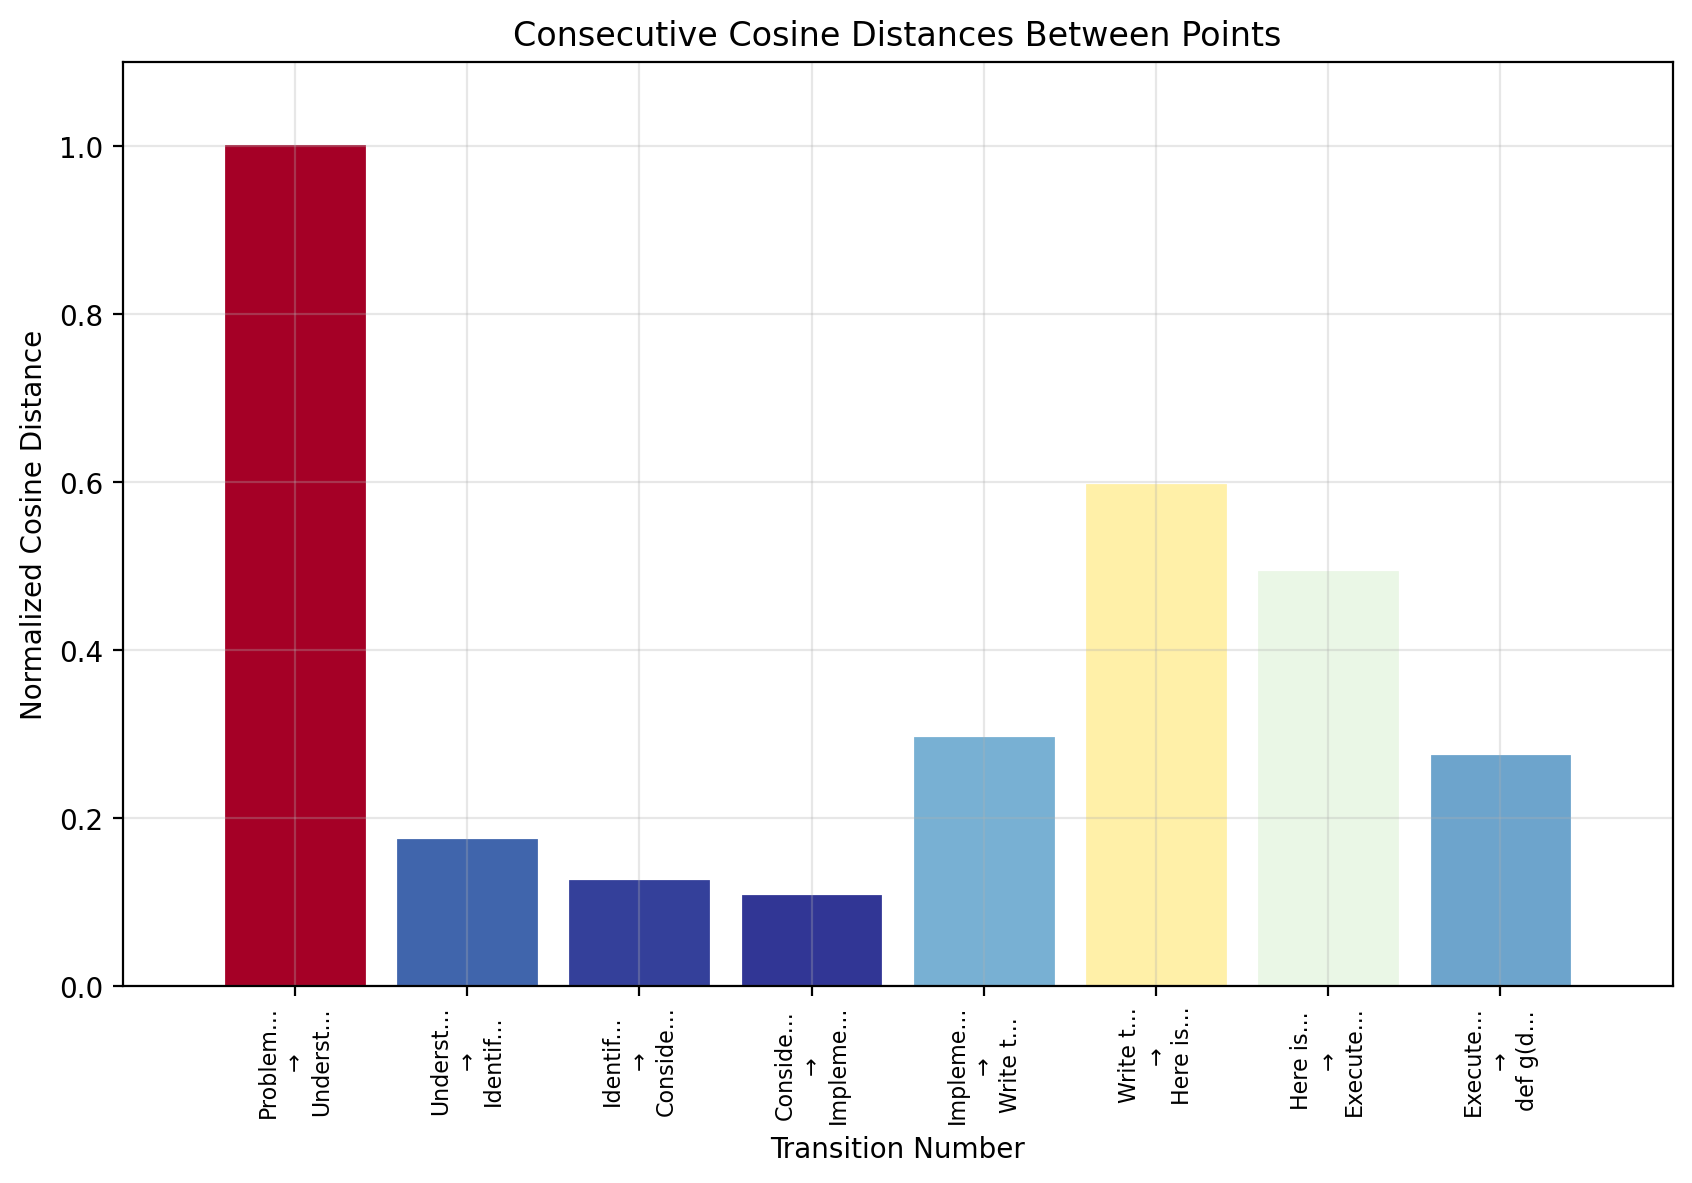 Consecutive Cosine Distances Between Points
Normalized Cosine Distance
1.0
0.8
0.6
0.4
0.2
0.0
Problem...
→
Underst...
Underst...
→
Identif...
Identif...
→
Conside...
Conside...
→
Impleme...
Impleme...
→
Write t...
Write t...
→
Here is...
Here is...
→
Execute...
Execute...
→
def g(d...
Transition Number